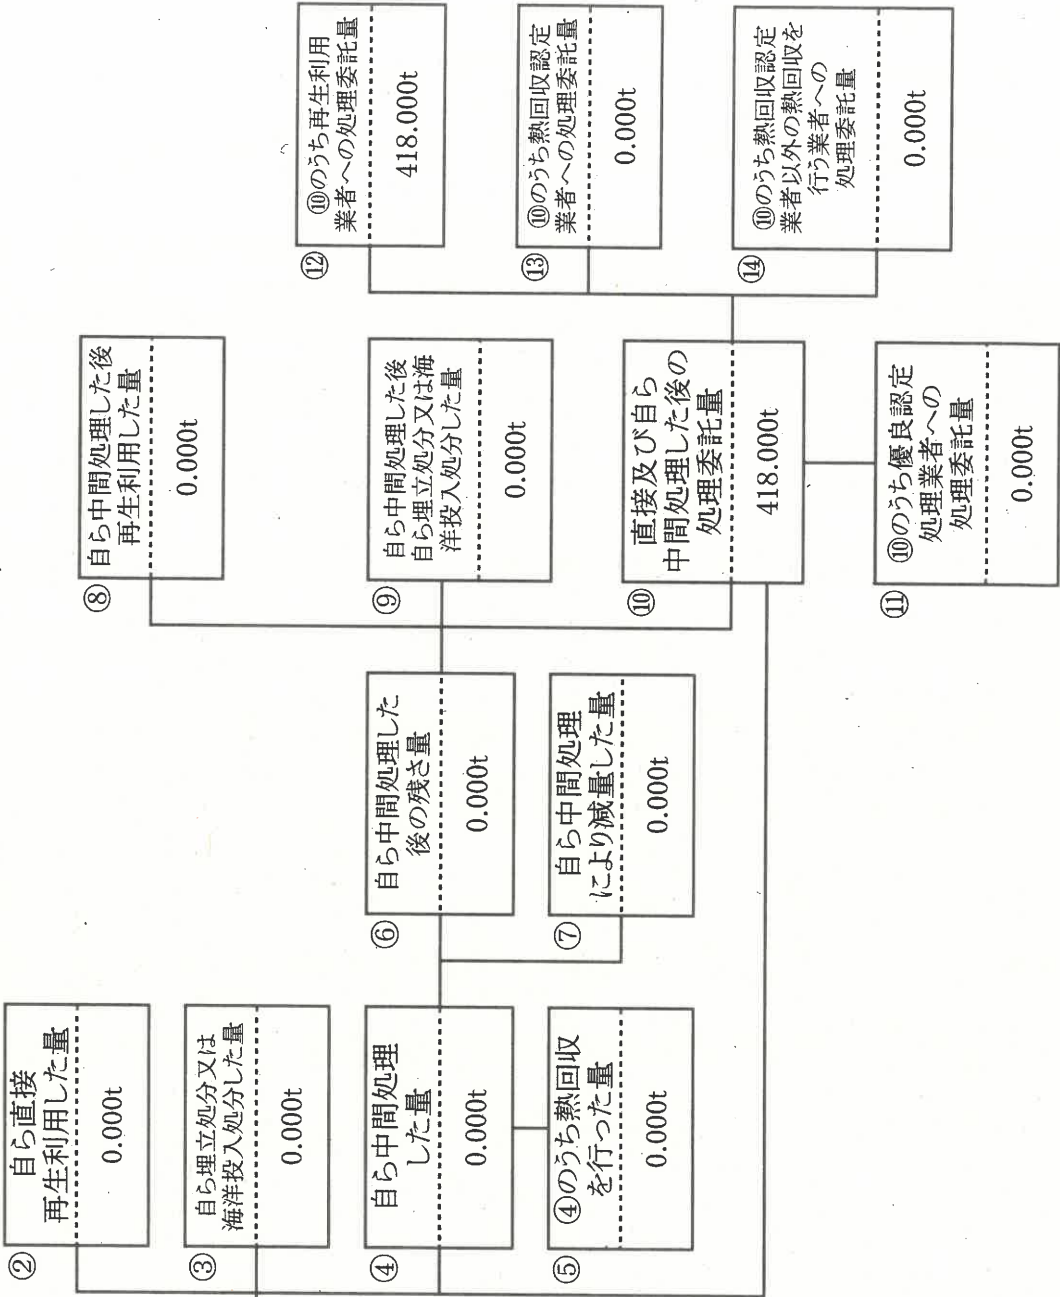 ②
自ら直接
再生利用した量
0.000t
③
自ら埋立処分又は
海洋投入処分した量
0.000t
④
自ら中間処理
した量
0.000t
⑤
④のうち熱回収
を行った量
0.000t
⑥
自ら中間処理した
後の残さ量
0.000t
⑦
自ら中間処理
により減量した量
0.000t
⑧
自ら中間処理した後
再生利用した量
0.000t
⑨
自ら中間処理した後
自ら埋立処分又は海
洋投入処分した量
0.000t
⑩
直接及び自ら
中間処理した後の
処理委託量
418.000t
⑪
⑩のうち優良認定
処理業者への
処理委託量
0.000t
⑫
⑩のうち再生利用
業者への処理委託量
418.000t
⑬
⑩のうち熱回収認定
業者への処理委託量
0.000t
⑭
⑩のうち熱回収認定
業者以外の熱回収を
行う業者への
処理委託量
0.000t